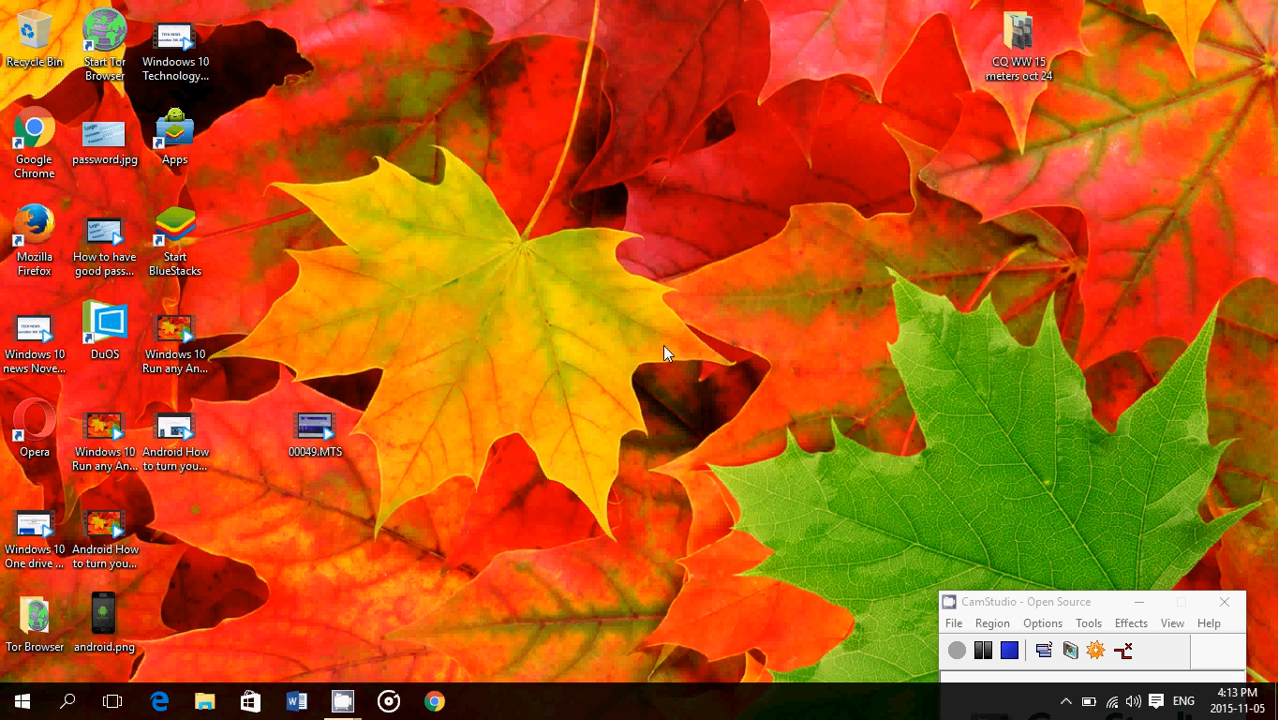 Recycle Bin
Start Tor
Browser
Windoows 10
Technology...
CQ WW 15
meters oct 24
Google
Chrome
password.jpg
Apps
Mozilla
Firefox
How to have
good pass...
Start
BlueStacks
Windows 10
news Nove...
DuOS
Windows 10
Run any An...
Opera
Windows 10
Run any An...
Android How
to turn you...
00049.MTS
Windows 10
One drive ...
Android How
to turn you...
Tor Browser
android.png
CamStudio - Open Source
File Region Options Tools Effects View Help
ENG
4:13 PM
2015-11-05